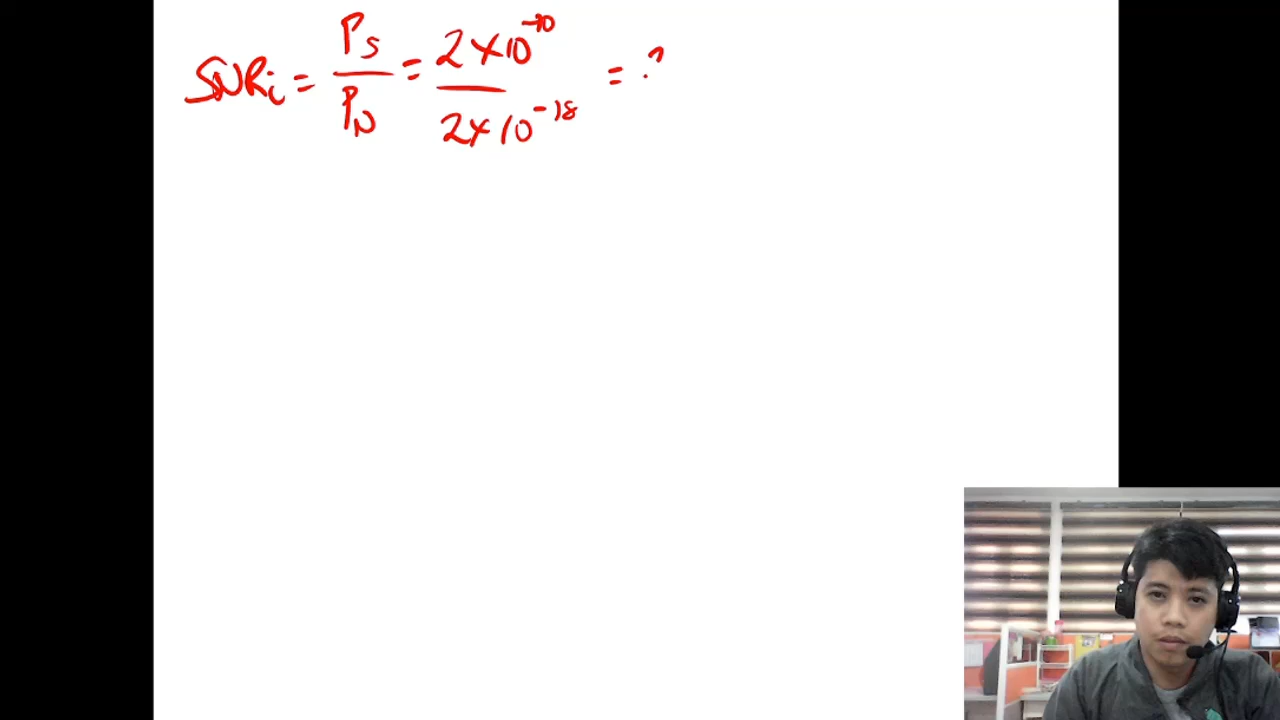 SNRi = Ps/PN = 2×10⁻¹⁰/2×10⁻¹⁸ = ?